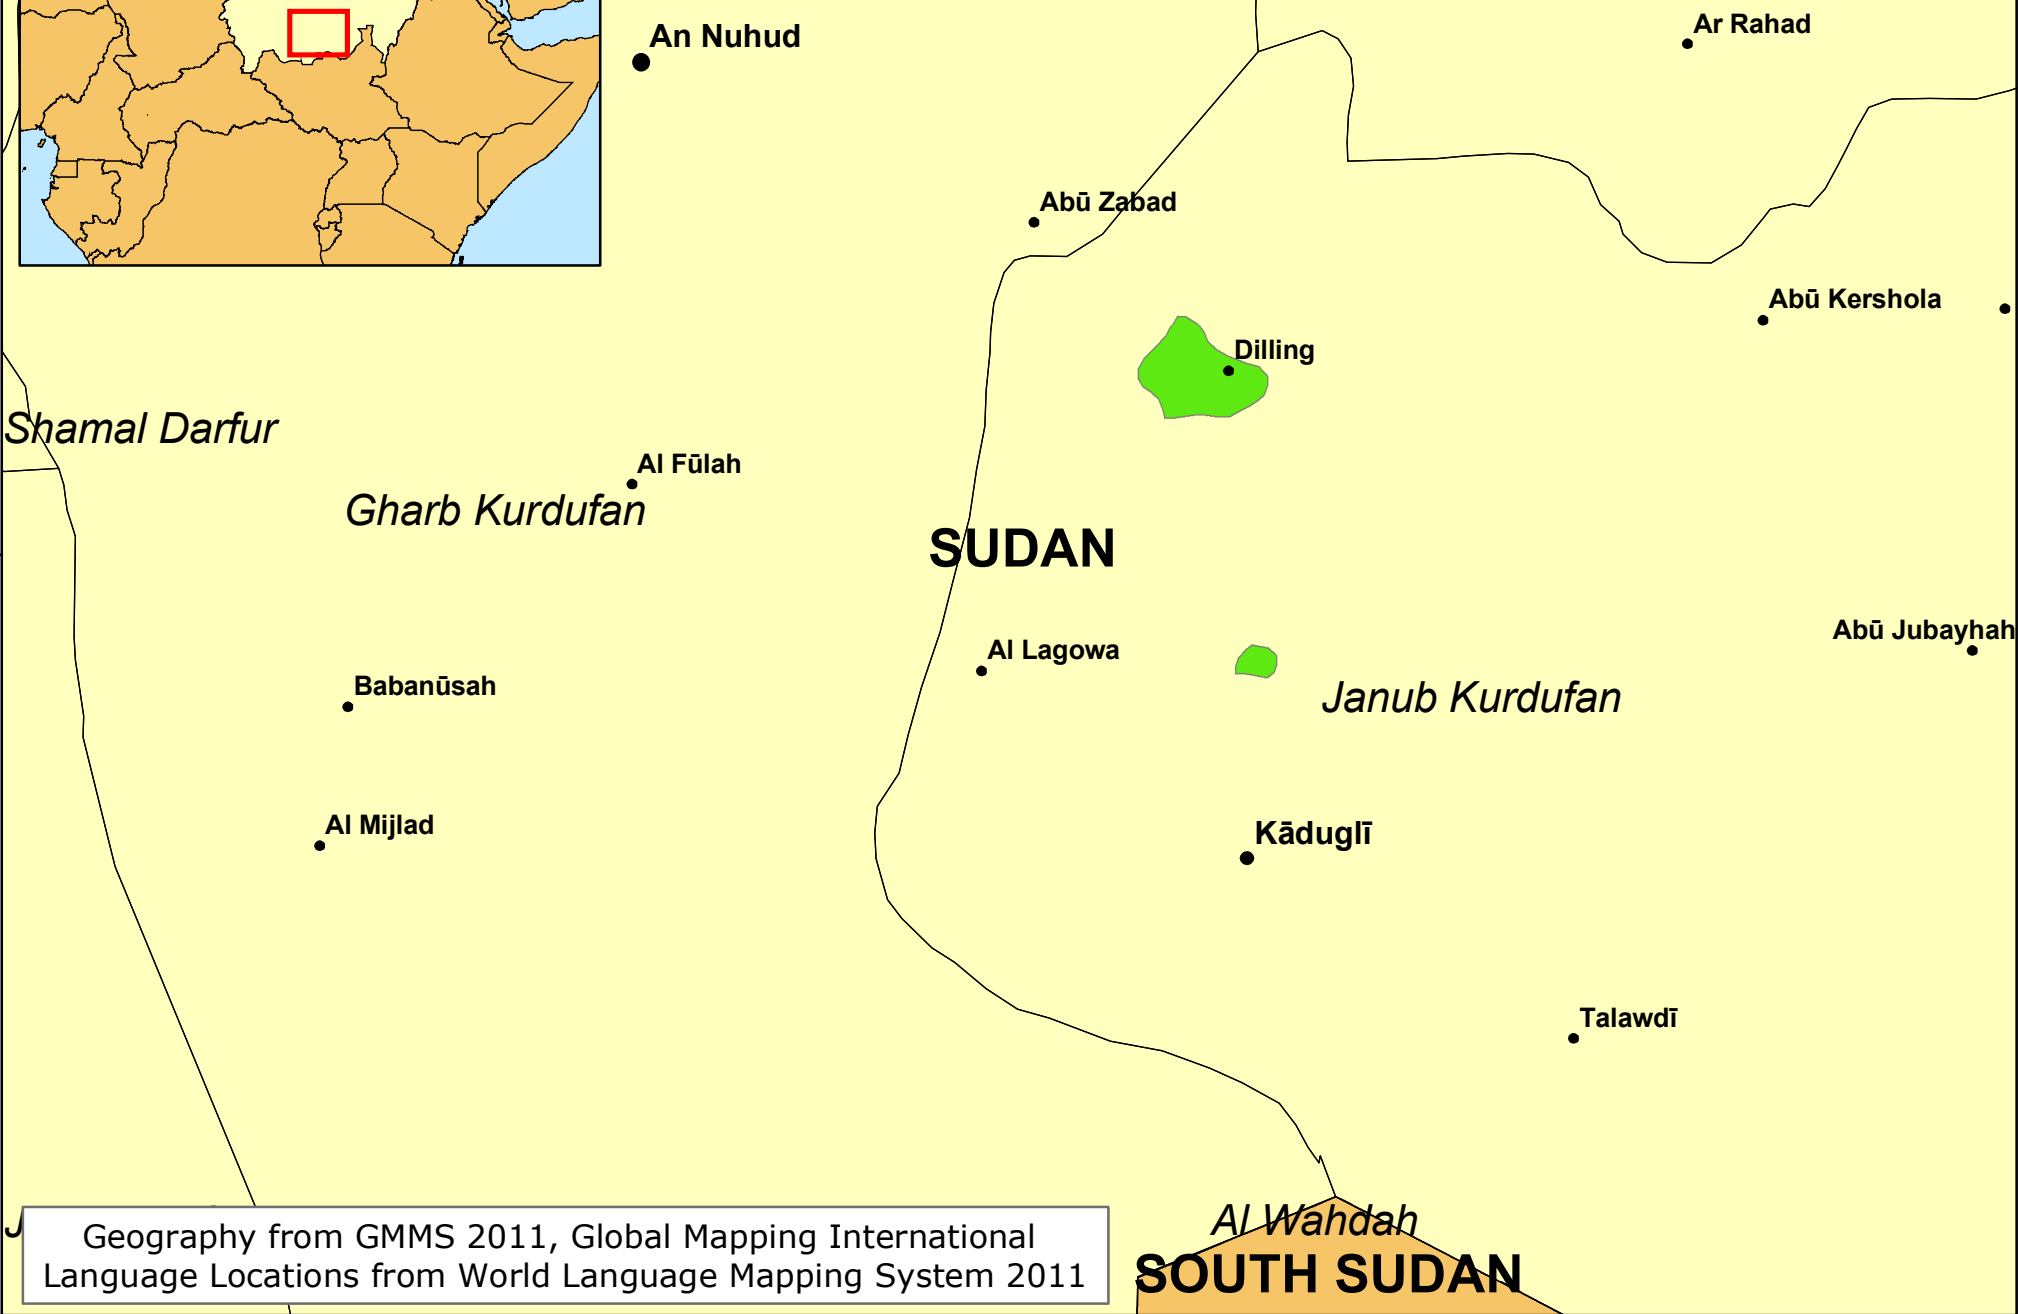 An Nuhud
Ar Rahad
Abū Zabad
Abū Kershola
Dilling
Shamal Darfur
Al Fūlah
Gharb Kurdufan
SUDAN
Abū Jubayhah
Al Lagowa
Babanūsah
Janub Kurdufan
Al Mijlad
Kāduglī
Talawdī
Al Wahdah
SOUTH SUDAN
Geography from GMMS 2011, Global Mapping International
Language Locations from World Language Mapping System 2011